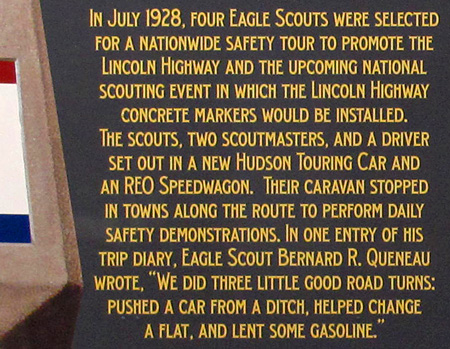 In July 1928, four Eagle Scouts were selected
for a nationwide safety tour to promote the
Lincoln Highway and the upcoming national
scouting event in which the Lincoln Highway
concrete markers would be installed.
The scouts, two scoutmasters, and a driver
set out in a new Hudson Touring Car and
an REO Speedwagon. Their caravan stopped
in towns along the route to perform daily
safety demonstrations. In one entry of his
trip diary, Eagle Scout Bernard R. Queneau
wrote, “We did three little good road turns:
pushed a car from a ditch, helped change
a flat, and lent some gasoline.”